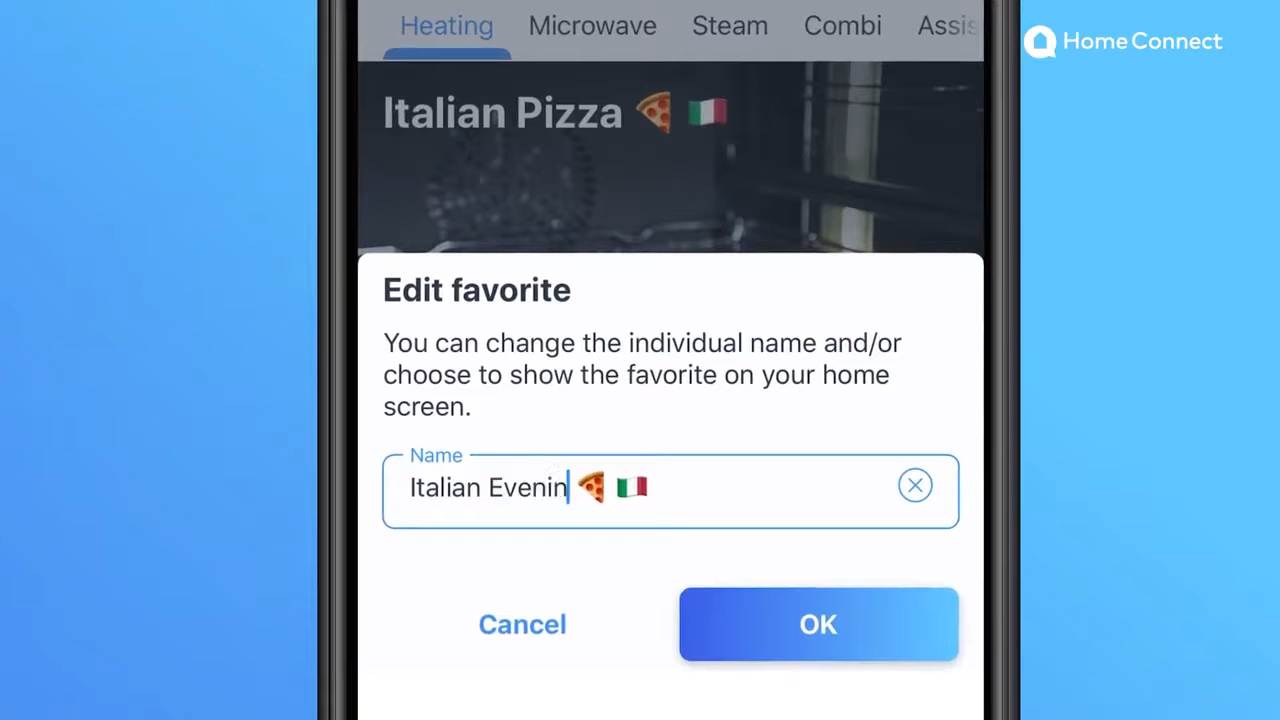 Heating Microwave Steam Combi Assis
Home Connect
Italian Pizza 🍕 🇮🇹
Edit favorite
You can change the individual name and/or
choose to show the favorite on your home
screen.
Name
Italian Evenin 🍕 🇮🇹
Cancel OK